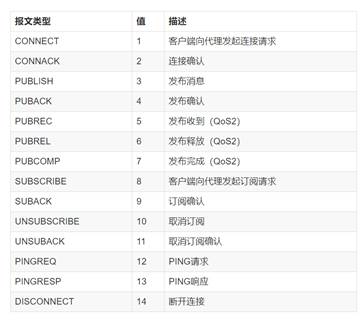 报文类型 值 描述
CONNECT 1 客户端向代理发起连接请求
CONNACK 2 连接确认
PUBLISH 3 发布消息
PUBACK 4 发布确认
PUBREC 5 发布收到（QoS2）
PUBREL 6 发布释放（QoS2）
PUBCOMP 7 发布完成（QoS2）
SUBSCRIBE 8 客户端向代理发起订阅请求
SUBACK 9 订阅确认
UNSUBSCRIBE 10 取消订阅
UNSUBACK 11 取消订阅确认
PINGREQ 12 PING请求
PINGRESP 13 PING响应
DISCONNECT 14 断开连接